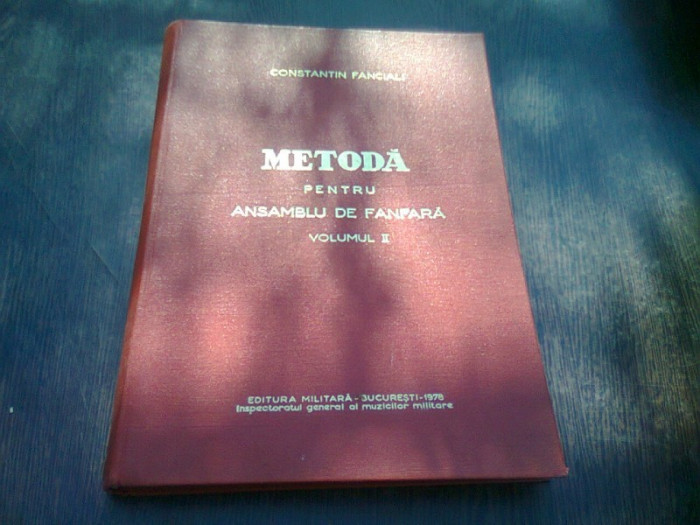 CONSTANTIN FANCIALI
METODĂ
PENTRU
ANSAMBLU DE FANFARĂ
VOLUMUL II
EDITURA MILITARĂ - BUCUREȘTI - 1978
Inspectoratul general al muzicilor militare